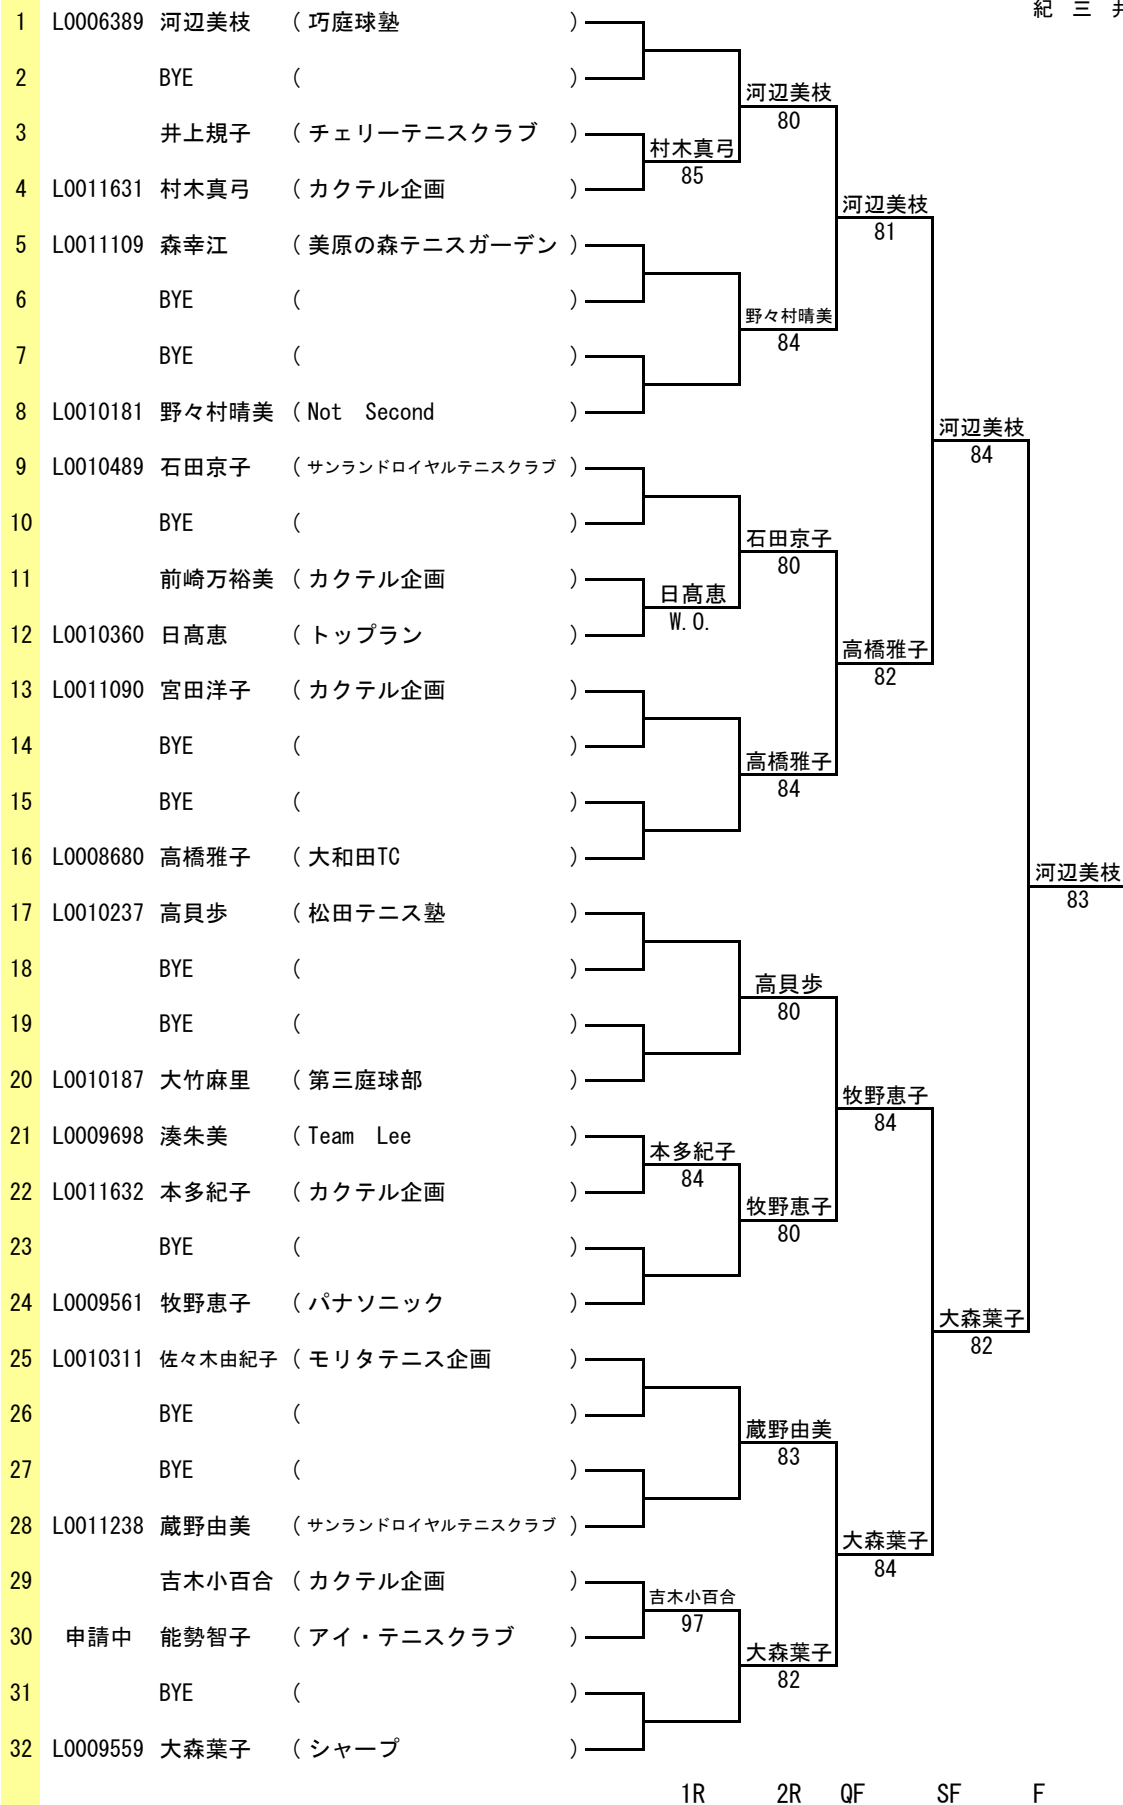 1 L0006389 河辺美枝 ( 巧庭球塾 )
紀 三 井
2 BYE ( )
河辺美枝
80
3 井上規子 ( チェリーテニスクラブ )
村木真弓
85
4 L0011631 村木真弓 ( カクテル企画 )
河辺美枝
81
5 L0011109 森幸江 ( 美原の森テニスガーデン )
6 BYE ( )
野々村晴美
84
7 BYE ( )
8 L0010181 野々村晴美 ( Not Second )
河辺美枝
84
9 L0010489 石田京子 ( サンランドロイヤルテニスクラブ )
10 BYE ( )
石田京子
80
11 前崎万裕美 ( カクテル企画 )
日髙恵
W.O.
12 L0010360 日髙恵 ( トップラン )
高橋雅子
82
13 L0011090 宮田洋子 ( カクテル企画 )
14 BYE ( )
高橋雅子
84
15 BYE ( )
16 L0008680 高橋雅子 ( 大和田TC )
河辺美枝
83
17 L0010237 高貝歩 ( 松田テニス塾 )
18 BYE ( )
高貝歩
80
19 BYE ( )
20 L0010187 大竹麻里 ( 第三庭球部 )
牧野恵子
84
21 L0009698 湊朱美 ( Team Lee )
本多紀子
84
22 L0011632 本多紀子 ( カクテル企画 )
牧野恵子
80
23 BYE ( )
24 L0009561 牧野恵子 ( パナソニック )
大森葉子
82
25 L0010311 佐々木由紀子 ( モリタテニス企画 )
26 BYE ( )
蔵野由美
83
27 BYE ( )
28 L0011238 蔵野由美 ( サンランドロイヤルテニスクラブ )
大森葉子
84
29 吉木小百合 ( カクテル企画 )
吉木小百合
97
30 申請中 能勢智子 ( アイ・テニスクラブ )
大森葉子
82
31 BYE ( )
32 L0009559 大森葉子 ( シャープ )
1R 2R QF SF F